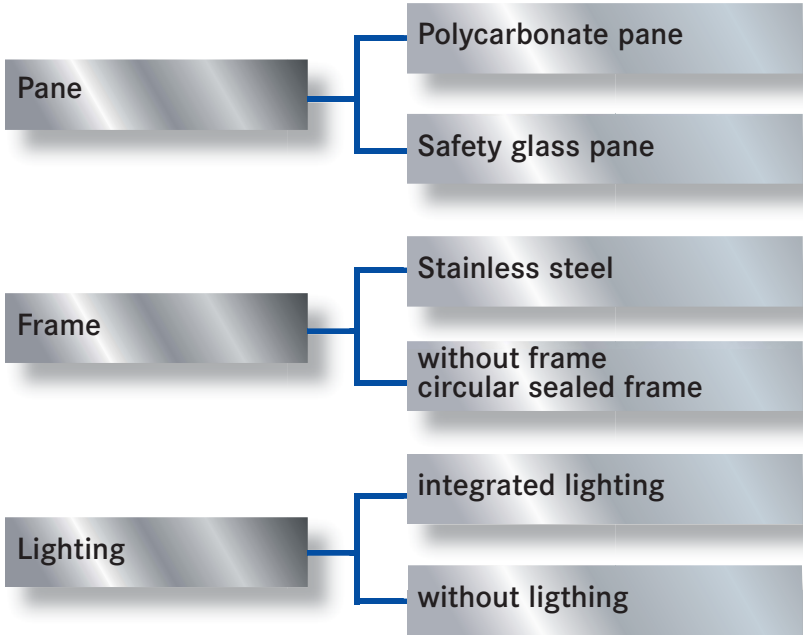 Pane
Polycarbonate pane
Safety glass pane
Frame
Stainless steel
without frame
circular sealed frame
Lighting
integrated lighting
without ligthing